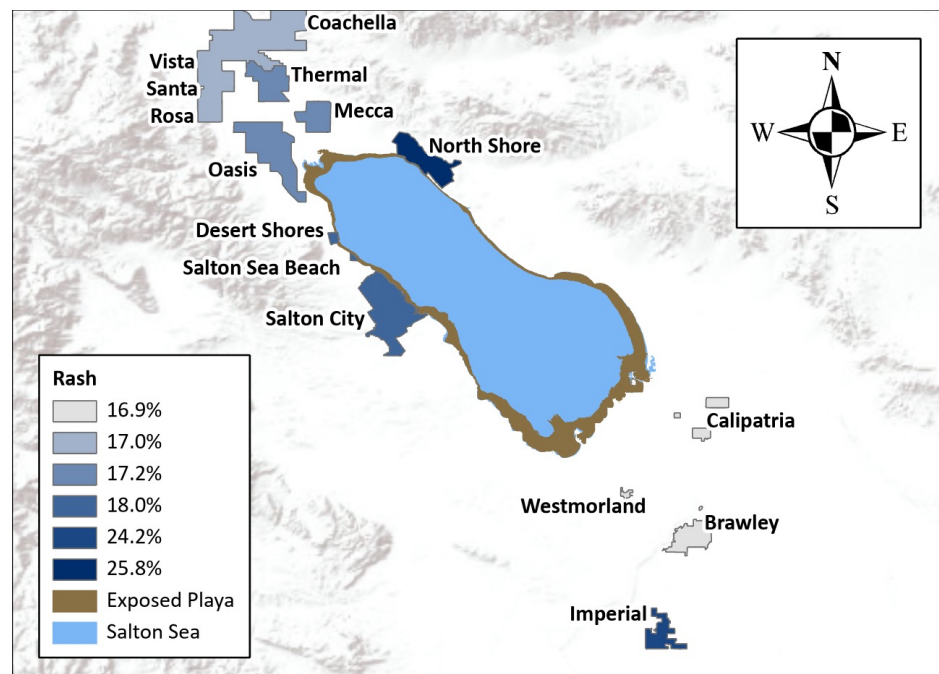 Coachella
Vista
Santa
Rosa
Thermal
Mecca
North Shore
Oasis
Desert Shores
Salton Sea Beach
Salton City
Calipatria
Westmorland
Brawley
Imperial
N
W
E
S
Rash
16.9%
17.0%
17.2%
18.0%
24.2%
25.8%
Exposed Playa
Salton Sea